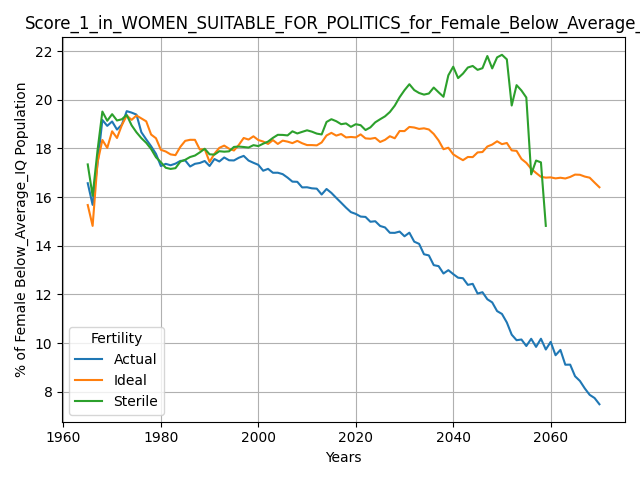 Score_1_in_WOMEN_SUITABLE_FOR_POLITICS_for_Female_Below_Average_
% of Female Below_Average_IQ Population
22
20
18
16
14
12
10
8
Fertility
Actual
Ideal
Sterile
1960
1980
2000
2020
2040
2060
Years